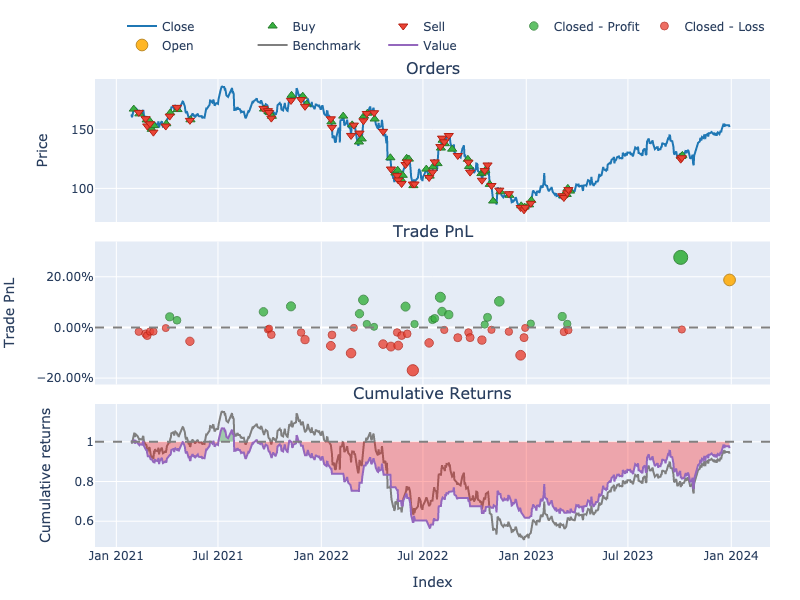 Close Buy Sell Closed - Profit Closed - Loss
Open Benchmark Value
Orders
Price
150
100
Trade PnL
Trade PnL
20.00%
0.00%
−20.00%
Cumulative Returns
Cumulative returns
1
0.8
0.6
Jan 2021 Jul 2021 Jan 2022 Jul 2022 Jan 2023 Jul 2023 Jan 2024
Index